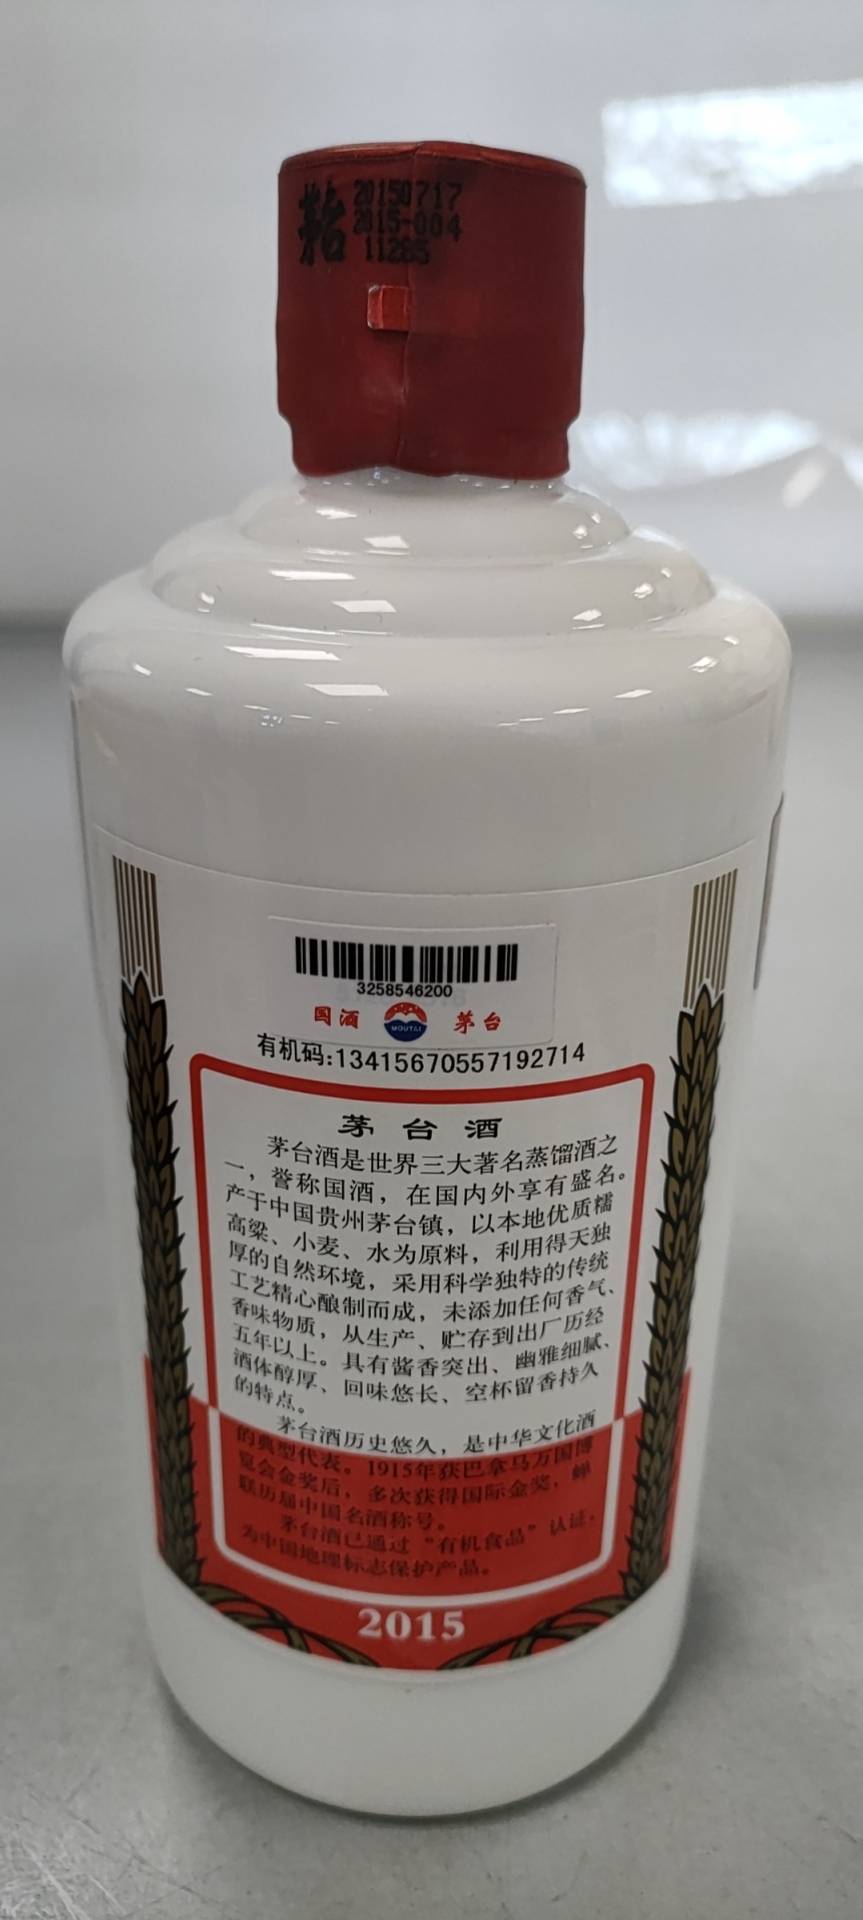 茅台
20150717
2015-004
11285
3258546200
国酒 MOUTAI 茅台
有机码:13415670557192714
茅台酒
茅台酒是世界三大著名蒸馏酒之
一，誉称国酒，在国内外享有盛名。
产于中国贵州茅台镇，以本地优质糯
高粱、小麦、水为原料，利用得天独
厚的自然环境，采用科学独特的传统
工艺精心酿制而成，未添加任何香气、
香味物质，从生产、贮存到出厂历经
五年以上。具有酱香突出、幽雅细腻、
酒体醇厚、回味悠长、空杯留香持久
的特点。
茅台酒历史悠久，是中华文化酒
的典型代表。1915年获巴拿马万国博
览会金奖后，多次获得国际金奖，蝉
联历届中国名酒称号。
茅台酒已通过“有机食品”认证，
为中国地理标志保护产品。
2015